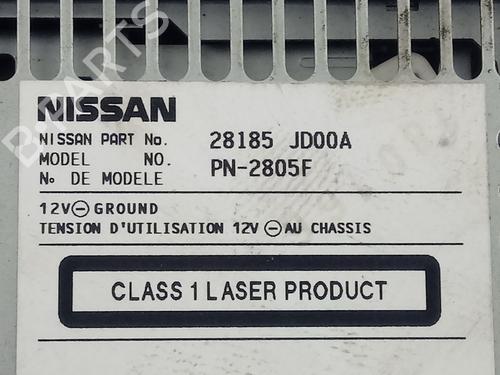 NISSAN
NISSAN PART No. 28185 JD00A
MODEL NO. PN-2805F
No DE MODELE
12V⊖GROUND
TENSION D'UTILISATION 12V⊖AU CHASSIS
CLASS 1 LASER PRODUCT